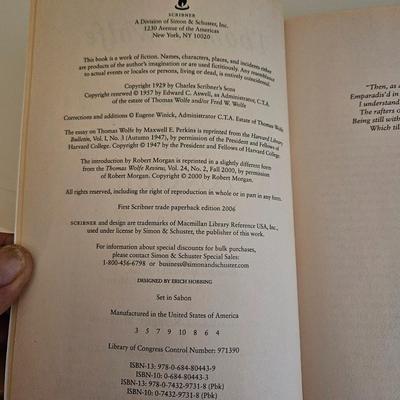 SCRIBNER
A Division of Simon & Schuster, Inc.
1230 Avenue of the Americas
New York, NY 10020
This book is a work of fiction. Names, characters, places, and incidents either
are products of the author's imagination or are used fictitiously. Any resemblance
to actual events or locales or persons, living or dead, is entirely coincidental.
Copyright 1929 by Charles Scribner's Sons
Copyright renewed © 1957 by Edward C. Aswell, as Administrator, C.T.A.
of the estate of Thomas Wolfe and/or Fred W. Wolfe
Corrections and additions © Eugene Winick, Administrator C.T.A. Estate of Thomas Wolfe
The essay on Thomas Wolfe by Maxwell E. Perkins is reprinted from the Harvard Library
Bulletin, Vol. I, No. 3 (Autumn 1947), by permission of the President and Fellows of
Harvard College. Copyright © 1947 by the President and Fellows of Harvard College.
The introduction by Robert Morgan is reprinted in a slightly different form
from the Thomas Wolfe Review, Vol. 24, No. 2, Fall 2000, by permission
of Robert Morgan. Copyright © 2000 by Robert Morgan.
All rights reserved, including the right of reproduction in whole or in part in any form.
First Scribner trade paperback edition 2006
SCRIBNER and design are trademarks of Macmillan Library Reference USA, Inc.,
used under license by Simon & Schuster, the publisher of this work.
For information about special discounts for bulk purchases,
please contact Simon & Schuster Special Sales:
1-800-456-6798 or business@simonandschuster.com
DESIGNED BY ERICH HOBBING
Set in Sabon
Manufactured in the United States of America
3 5 7 9 10 8 6 4
Library of Congress Control Number: 971390
ISBN-13: 978-0-684-80443-9
ISBN-10: 0-684-80443-3
ISBN-13: 978-0-7432-9731-8 (Pbk)
ISBN-10: 0-7432-9731-8 (Pbk)
"Then, as a
Emparadis'd in
I understand
The rafters of
Being still with
Which til